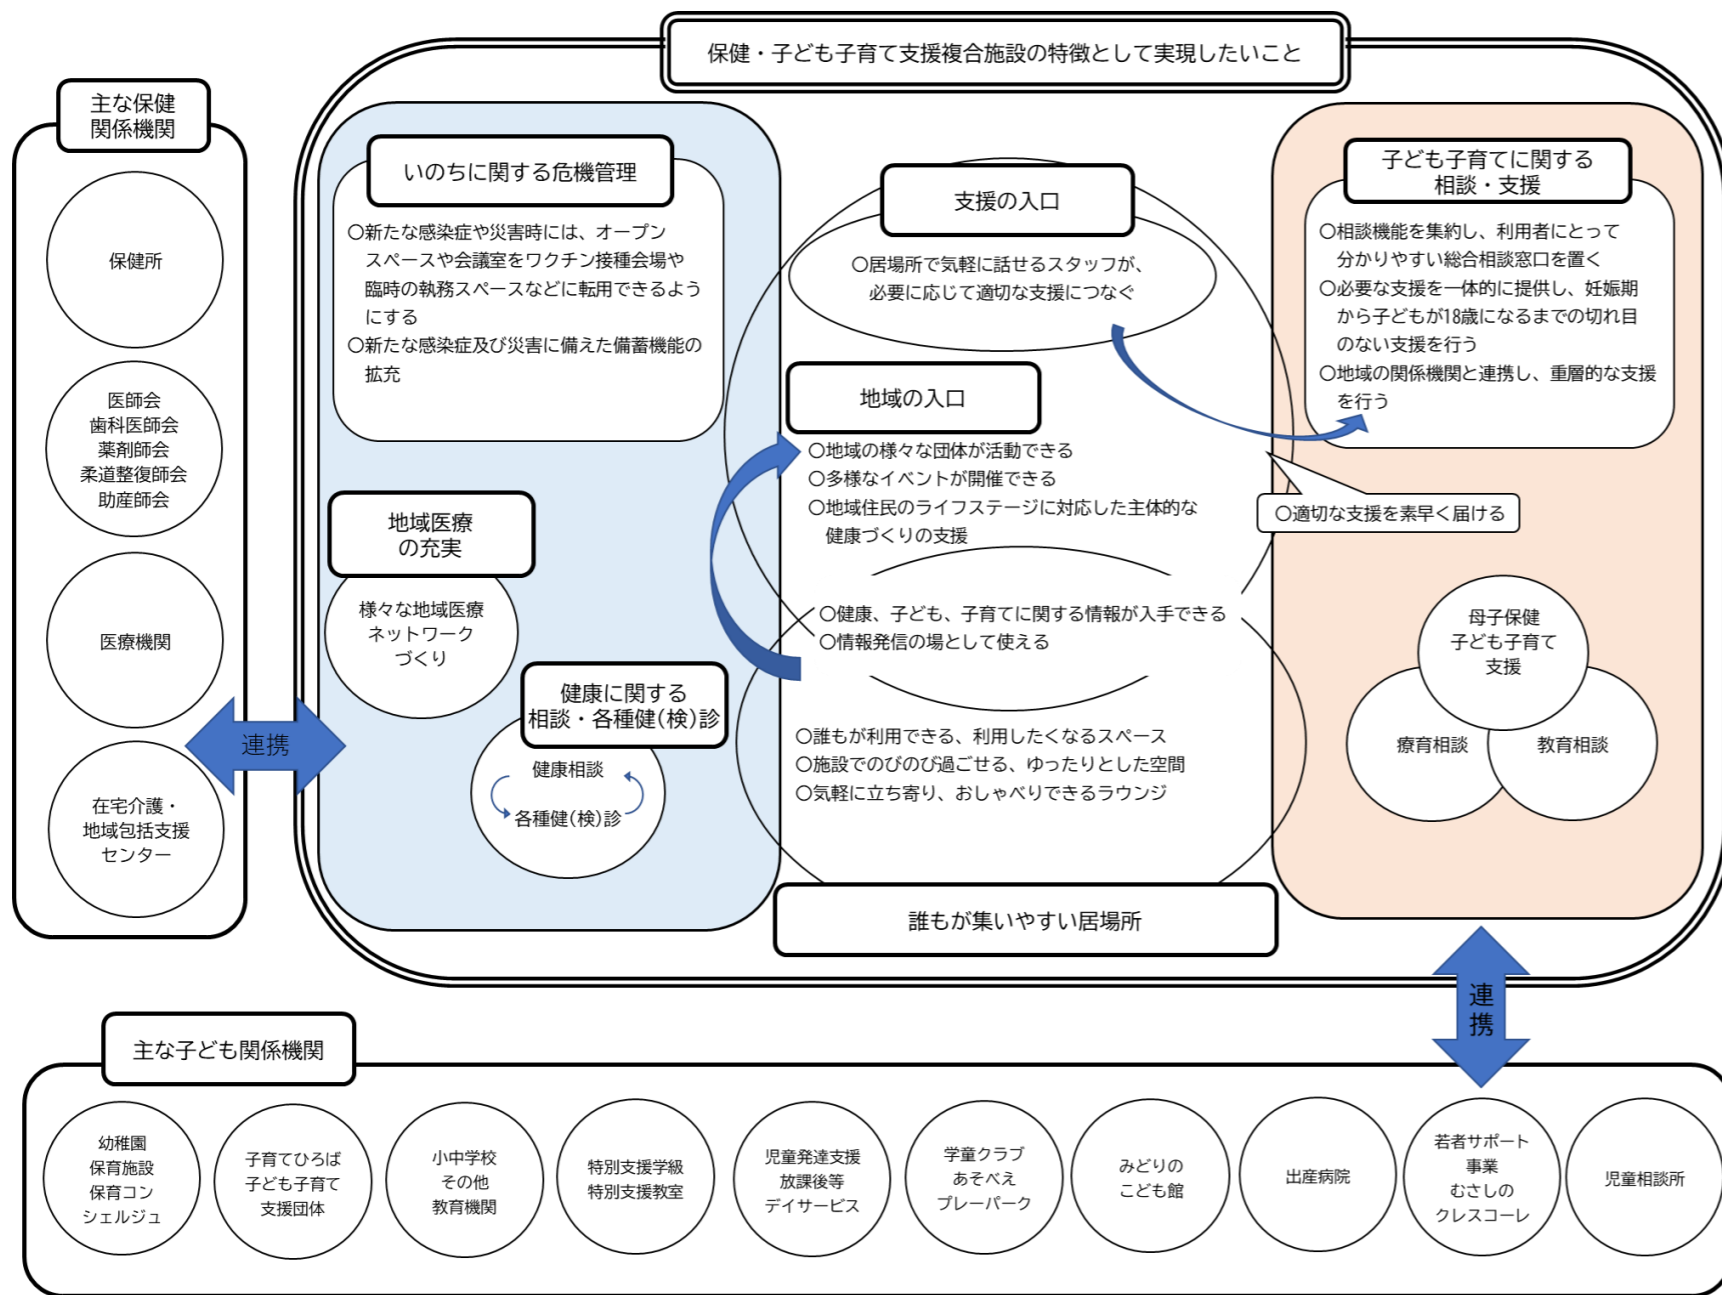 保健・子ども子育て支援複合施設の特徴として実現したいこと
主な保健
関係機関
保健所
医師会
歯科医師会
薬剤師会
柔道整復師会
助産師会
医療機関
在宅介護・
地域包括支援
センター
連携
いのちに関する危機管理
〇新たな感染症や災害時には、オープン
スペースや会議室をワクチン接種会場や
臨時の執務スペースなどに転用できるよう
にする
〇新たな感染症及び災害に備えた備蓄機能の
拡充
地域医療
の充実
様々な地域医療
ネットワーク
づくり
健康に関する
相談・各種健(検)診
健康相談
各種健(検)診
支援の入口
〇居場所で気軽に話せるスタッフが、
必要に応じて適切な支援につなぐ
地域の入口
〇地域の様々な団体が活動できる
〇多様なイベントが開催できる
〇地域住民のライフステージに対応した主体的な
健康づくりの支援
〇健康、子ども、子育てに関する情報が入手できる
〇情報発信の場として使える
〇誰もが利用できる、利用したくなるスペース
〇施設でのびのび過ごせる、ゆったりとした空間
〇気軽に立ち寄り、おしゃべりできるラウンジ
誰もが集いやすい居場所
子ども子育てに関する
相談・支援
〇相談機能を集約し、利用者にとって
分かりやすい総合相談窓口を置く
〇必要な支援を一体的に提供し、妊娠期
から子どもが18歳になるまでの切れ目
のない支援を行う
〇地域の関係機関と連携し、重層的な支援
を行う
〇適切な支援を素早く届ける
母子保健
子ども子育て
支援
療育相談
教育相談
連
携
主な子ども関係機関
幼稚園
保育施設
保育コン
シェルジュ
子育てひろば
子ども子育て
支援団体
小中学校
その他
教育機関
特別支援学級
特別支援教室
児童発達支援
放課後等
デイサービス
学童クラブ
あそべえ
プレーパーク
みどりの
こども館
出産病院
若者サポート
事業
むさしの
クレスコーレ
児童相談所